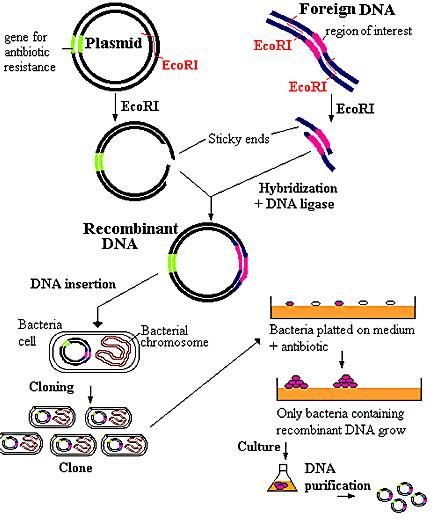 gene for
antibiotic
resistance
Plasmid
EcoRI
Foreign DNA
region of interest
EcoRI
EcoRI
EcoRI
EcoRI
Sticky ends
Hybridization
+ DNA ligase
Recombinant
DNA
DNA insertion
Bacteria
cell
Bacterial
chromosome
Cloning
Clone
Bacteria platted on medium
+ antibiotic
Only bacteria containing
recombinant DNA grow
Culture
DNA
purification